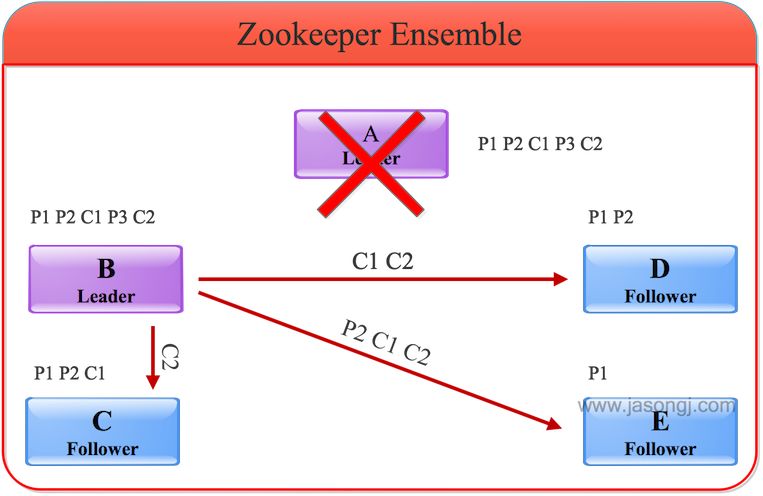 Zookeeper Ensemble
A
Leader
P1 P2 C1 P3 C2
P1 P2 C1 P3 C2
B
Leader
C1 C2
P1 P2
D
Follower
P2 C1 C2
C2
P1 P2 C1
C
Follower
P1
www.jasongj.com
E
Follower